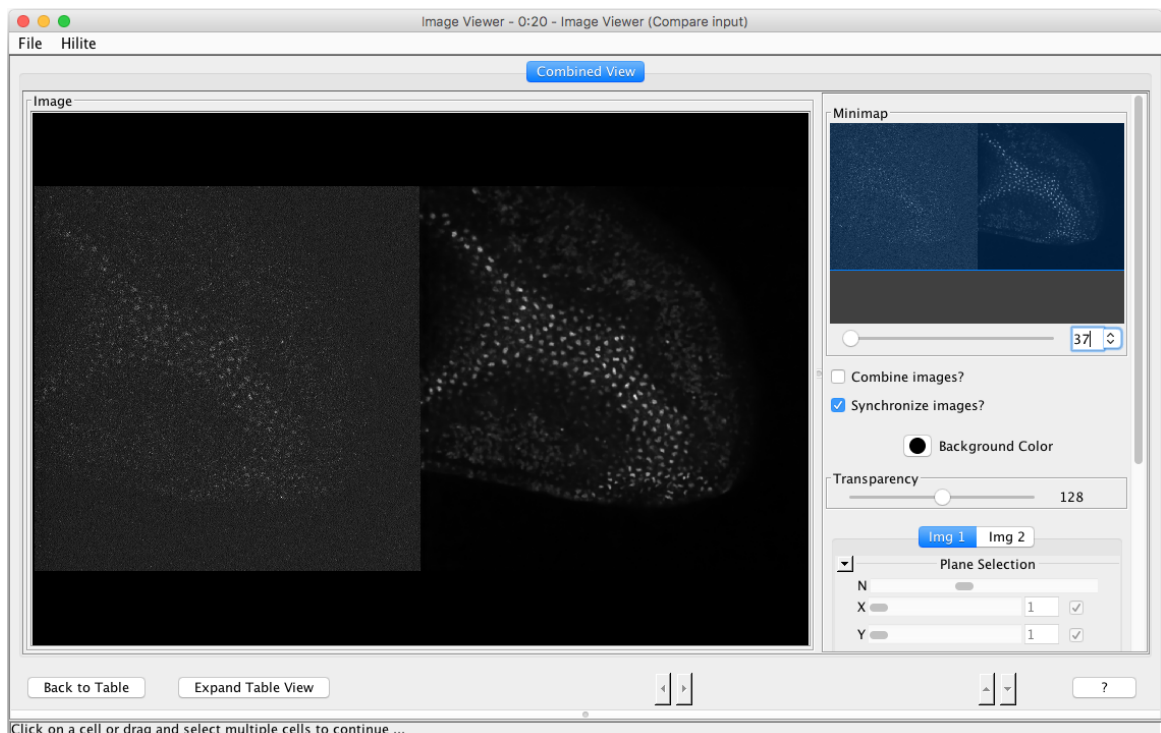 Image Viewer - 0:20 - Image Viewer (Compare input)
File Hilite
Combined View
Image
Minimap
37
Combine images?
Synchronize images?
Background Color
Transparency
128
Img 1 Img 2
Plane Selection
N
X 1
Y 1
Back to Table Expand Table View ?
Click on a cell or drag and select multiple cells to continue ...